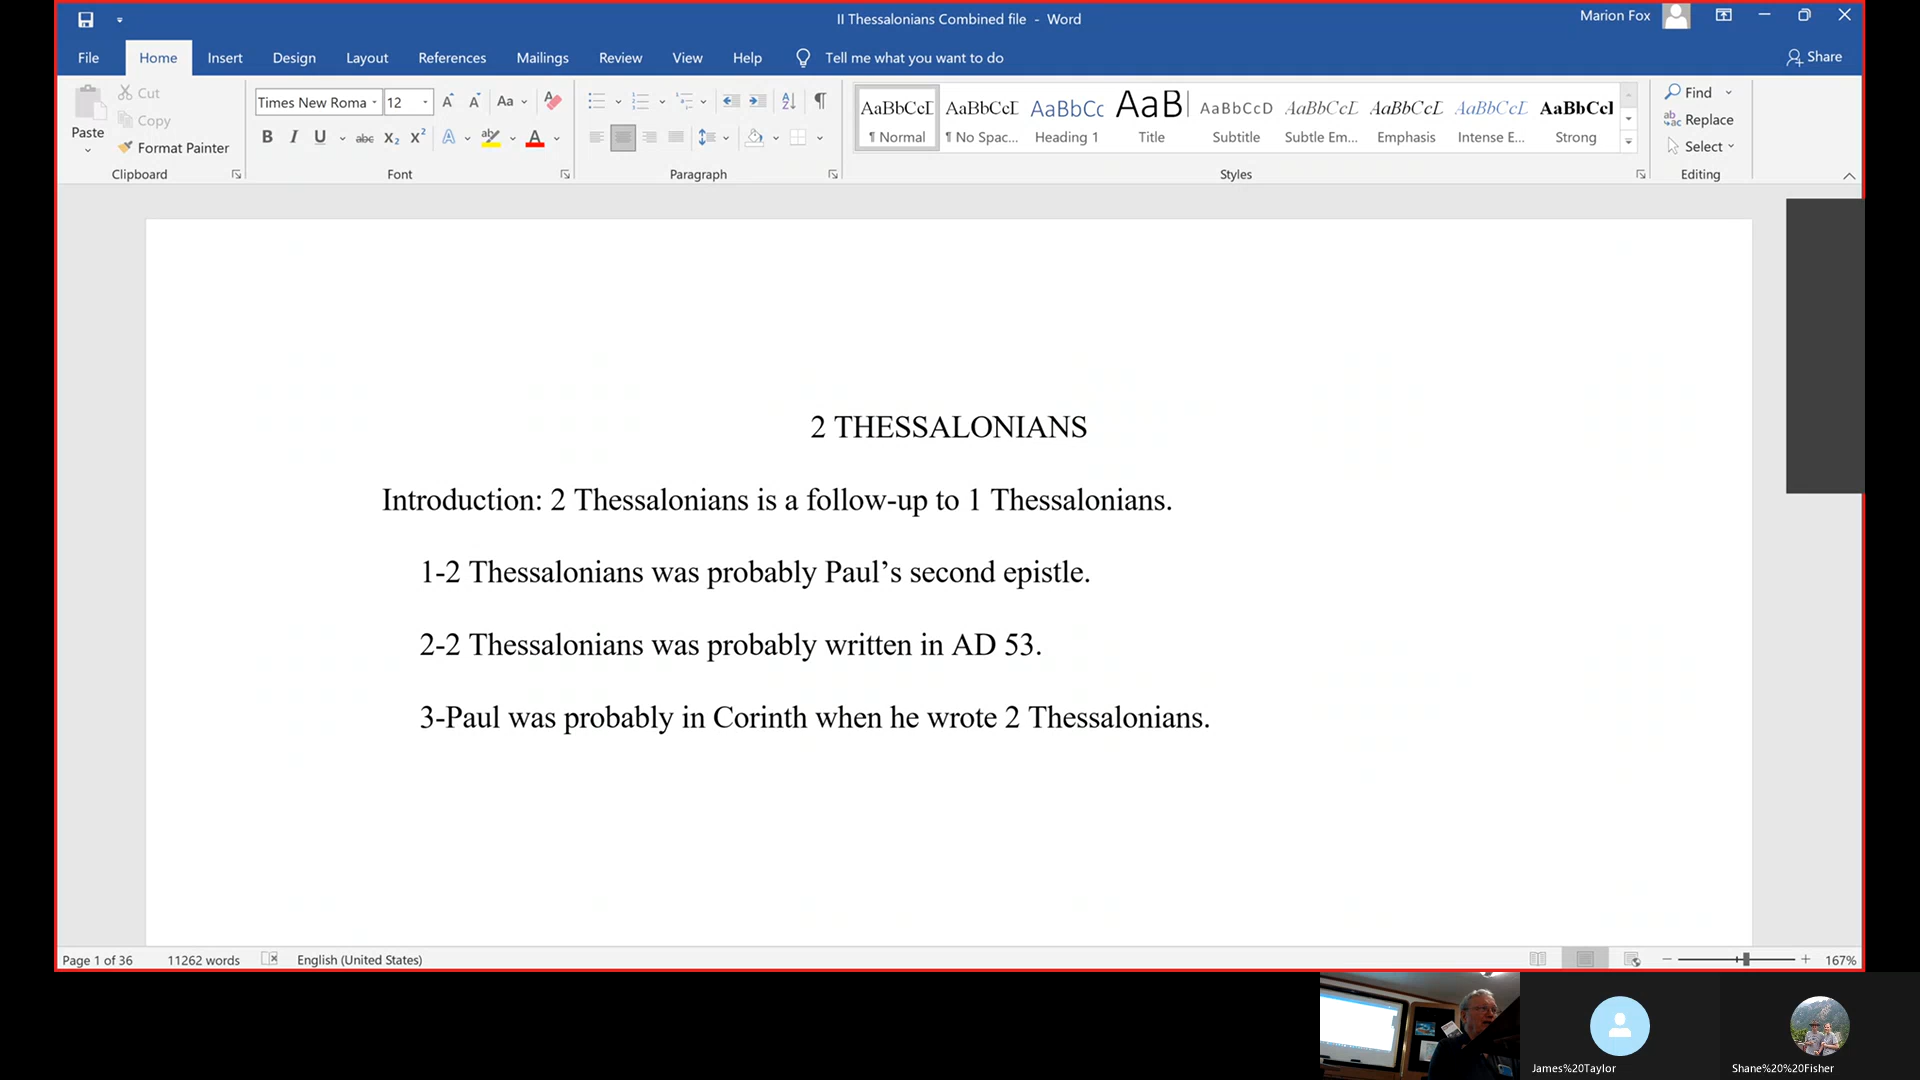 II Thessalonians Combined file - Word
Marion Fox
File Home Insert Design Layout References Mailings Review View Help Tell me what you want to do Share
Paste
Cut
Copy
Format Painter
Clipboard
Times New Roma 12
Font
Paragraph
AaBbCcD AaBbCcD AaBbCc AaB AaBbCcD AaBbCcD AaBbCcD AaBbCcD AaBbCcl
¶ Normal ¶ No Spac... Heading 1 Title Subtitle Subtle Em... Emphasis Intense E... Strong
Styles
Find
Replace
Select
Editing
2 THESSALONIANS
Introduction: 2 Thessalonians is a follow-up to 1 Thessalonians.
1-2 Thessalonians was probably Paul’s second epistle.
2-2 Thessalonians was probably written in AD 53.
3-Paul was probably in Corinth when he wrote 2 Thessalonians.
Page 1 of 36 11262 words English (United States) 167%
James%20Taylor Shane%20%20Fisher